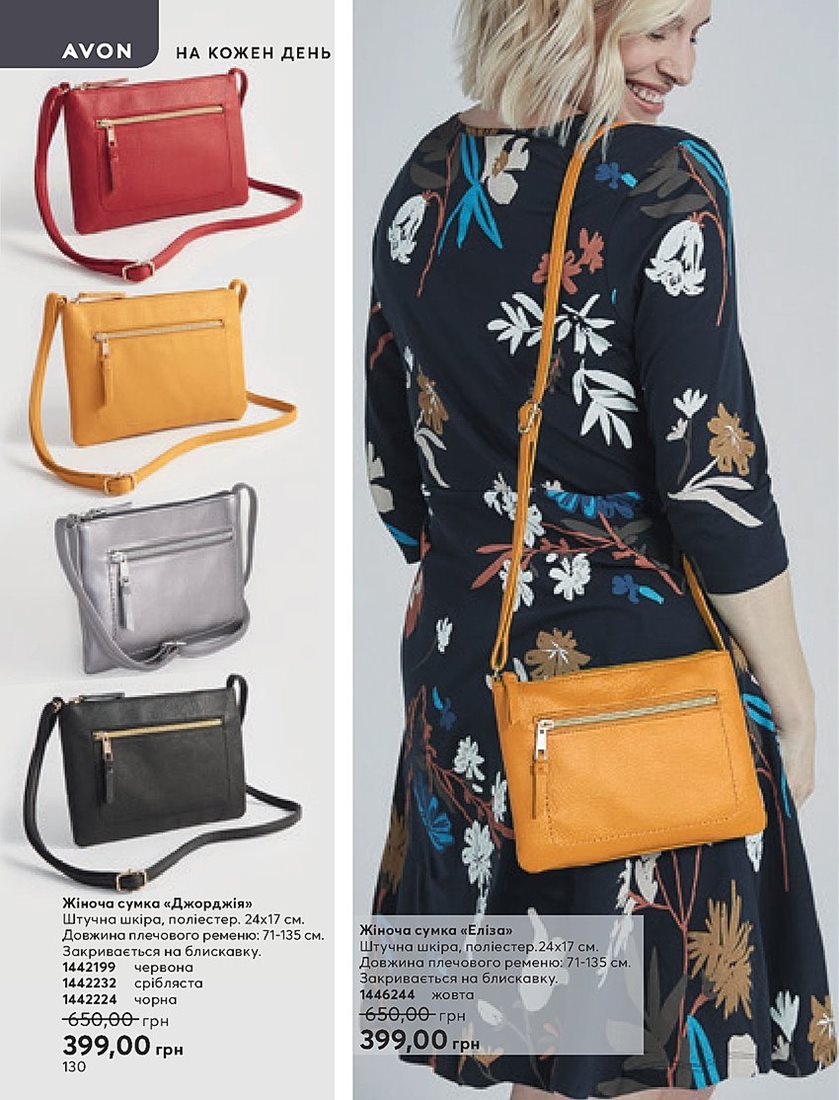 AVON
НА КОЖЕН ДЕНЬ
Жіноча сумка «Джорджія»
Штучна шкіра, поліестер. 24х17 см.
Довжина плечового ременю: 71-135 см.
Закривається на блискавку.
1442199 червона
1442232 срібляста
1442224 чорна
650,00 грн
399,00 грн
130
Жіноча сумка «Еліза»
Штучна шкіра, поліестер.24х17 см.
Довжина плечового ременю: 71-135 см.
Закривається на блискавку.
1446244 жовта
650,00 грн
399,00 грн